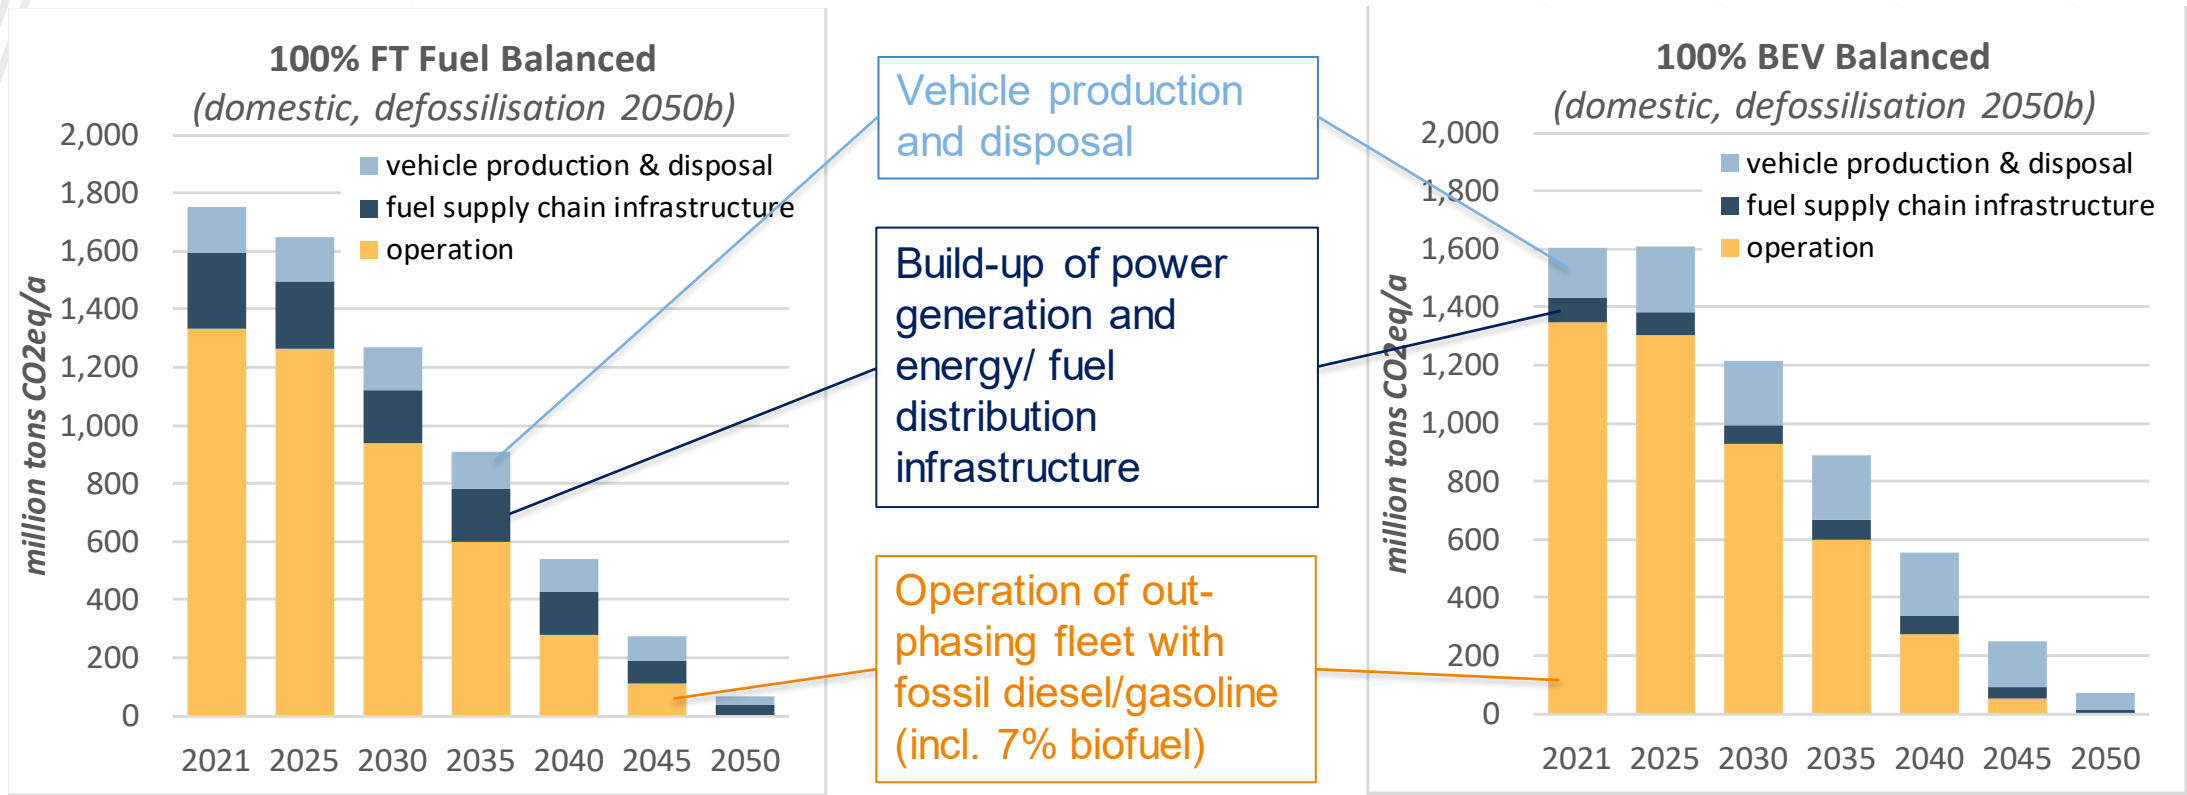 100% FT Fuel Balanced
(domestic, defossilisation 2050b)
2,000
1,800
1,600
1,400
1,200
1,000
800
600
400
200
0
million tons CO2eq/a
vehicle production & disposal
fuel supply chain infrastructure
operation
2021 2025 2030 2035 2040 2045 2050
Vehicle production
and disposal
Build-up of power
generation and
energy/ fuel
distribution
infrastructure
Operation of out-
phasing fleet with
fossil diesel/gasoline
(incl. 7% biofuel)
100% BEV Balanced
(domestic, defossilisation 2050b)
2,000
1,800
1,600
1,400
1,200
1,000
800
600
400
200
0
million tons CO2eq/a
vehicle production & disposal
fuel supply chain infrastructure
operation
2021 2025 2030 2035 2040 2045 2050